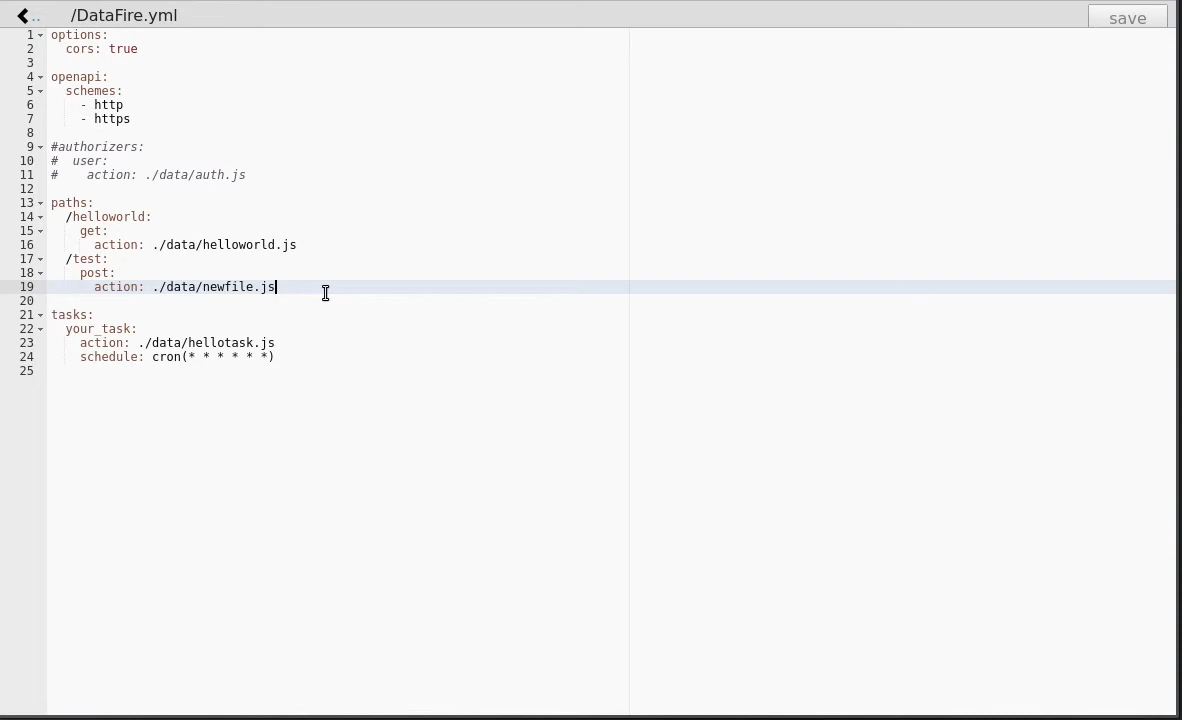 .. /DataFire.yml save
1 options:
2   cors: true
3
4 openapi:
5   schemes:
6     - http
7     - https
8
9 #authorizers:
10 #  user:
11 #    action: ./data/auth.js
12
13 paths:
14   /helloworld:
15     get:
16       action: ./data/helloworld.js
17   /test:
18     post:
19       action: ./data/newfile.js
20
21 tasks:
22   your_task:
23     action: ./data/hellotask.js
24     schedule: cron(* * * * * *)
25